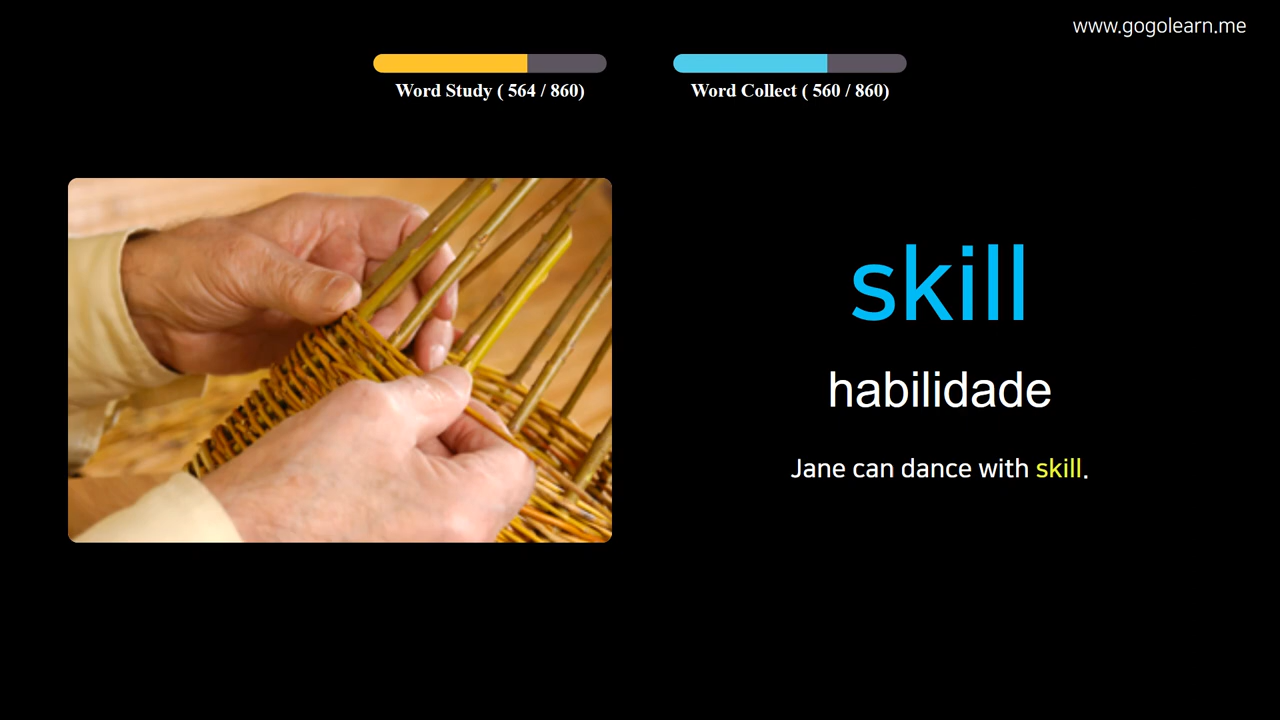 www.gogolearn.me
Word Study ( 564 / 860)
Word Collect ( 560 / 860)
skill
habilidade
Jane can dance with skill.